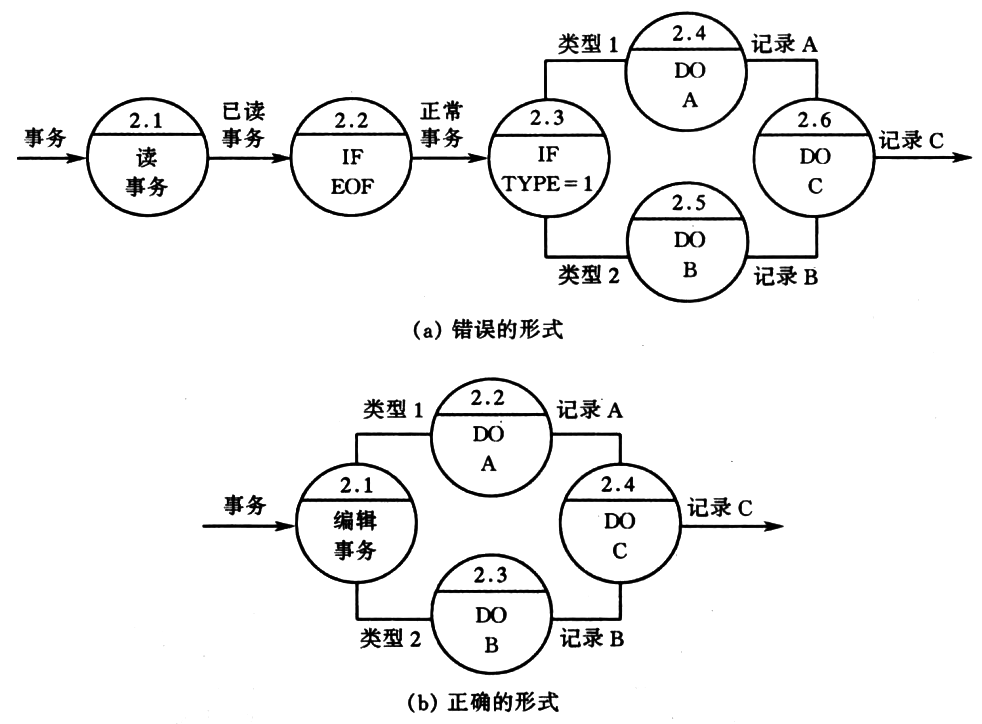 类型 1
2.4
DO
A
记录 A
事务
2.1
读
事务
已读
事务
2.2
IF
EOF
正常
事务
2.3
IF
TYPE = 1
2.6
DO
C
记录 C
类型 2
2.5
DO
B
记录 B
(a) 错误的形式
类型 1
2.2
DO
A
记录 A
事务
2.1
编辑
事务
2.4
DO
C
记录 C
类型 2
2.3
DO
B
记录 B
(b) 正确的形式